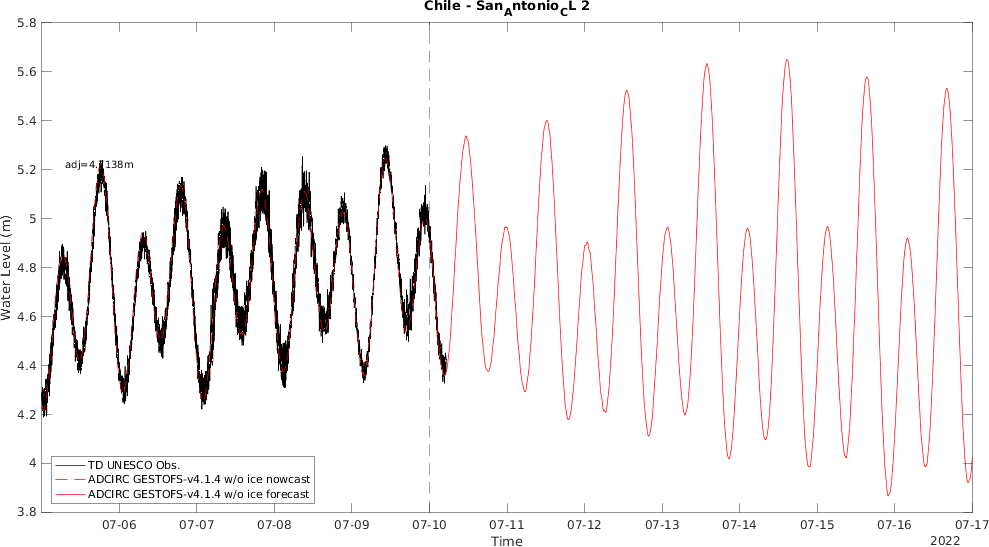 Chile - SanAntonioCL 2
5.8
5.6
5.4
5.2
5
4.8
4.6
4.4
4.2
4
3.8
Water Level (m)
TD UNESCO Obs.
ADCIRC GESTOFS-v4.1.4 w/o ice nowcast
ADCIRC GESTOFS-v4.1.4 w/o ice forecast
07-06 07-07 07-08 07-09 07-10 07-11 07-12 07-13 07-14 07-15 07-16 07-17
Time
2022